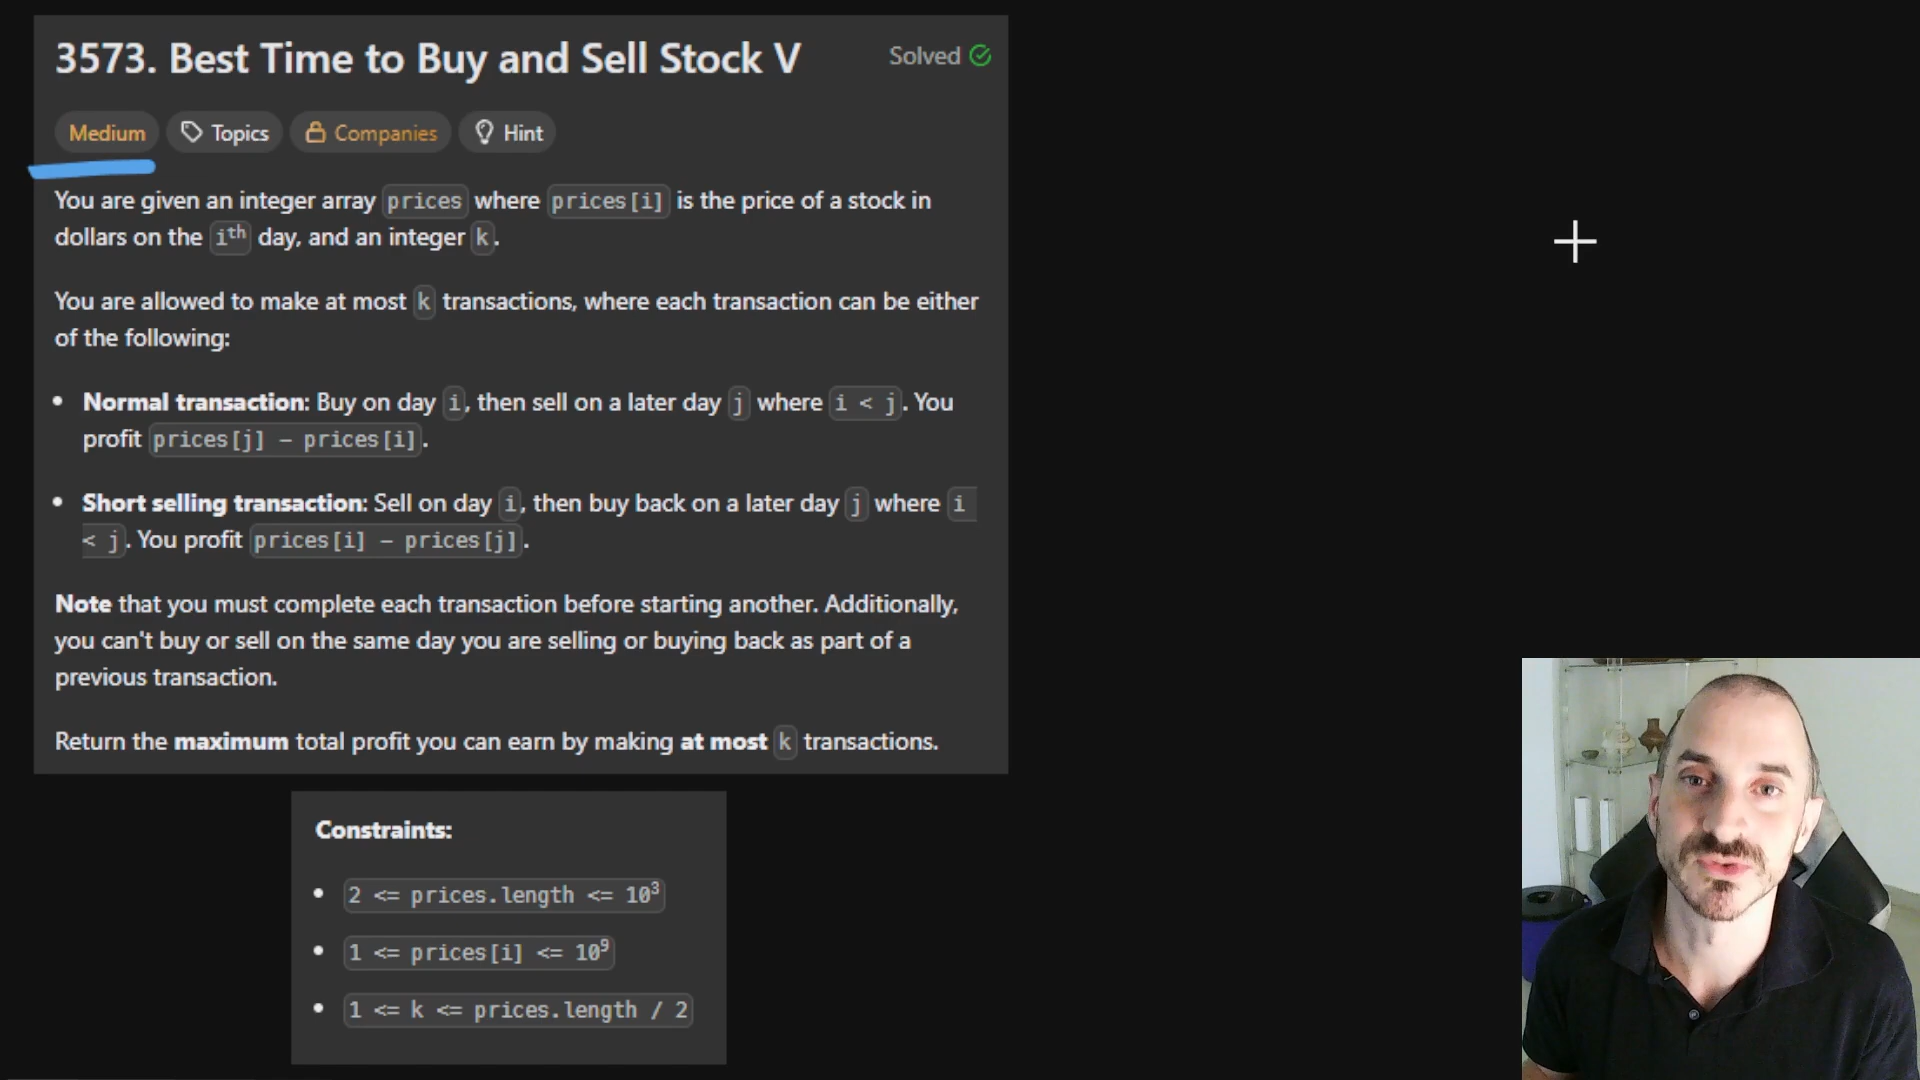 3573. Best Time to Buy and Sell Stock V
Solved
Medium Topics Companies Hint
You are given an integer array prices where prices[i] is the price of a stock in
dollars on the ith day, and an integer k.
You are allowed to make at most k transactions, where each transaction can be either
of the following:
• Normal transaction: Buy on day i, then sell on a later day j where i < j. You
profit prices[j] - prices[i].
• Short selling transaction: Sell on day i, then buy back on a later day j where i
< j. You profit prices[i] - prices[j].
Note that you must complete each transaction before starting another. Additionally,
you can't buy or sell on the same day you are selling or buying back as part of a
previous transaction.
Return the maximum total profit you can earn by making at most k transactions.
Constraints:
• 2 <= prices.length <= 10³
• 1 <= prices[i] <= 10⁹
• 1 <= k <= prices.length / 2